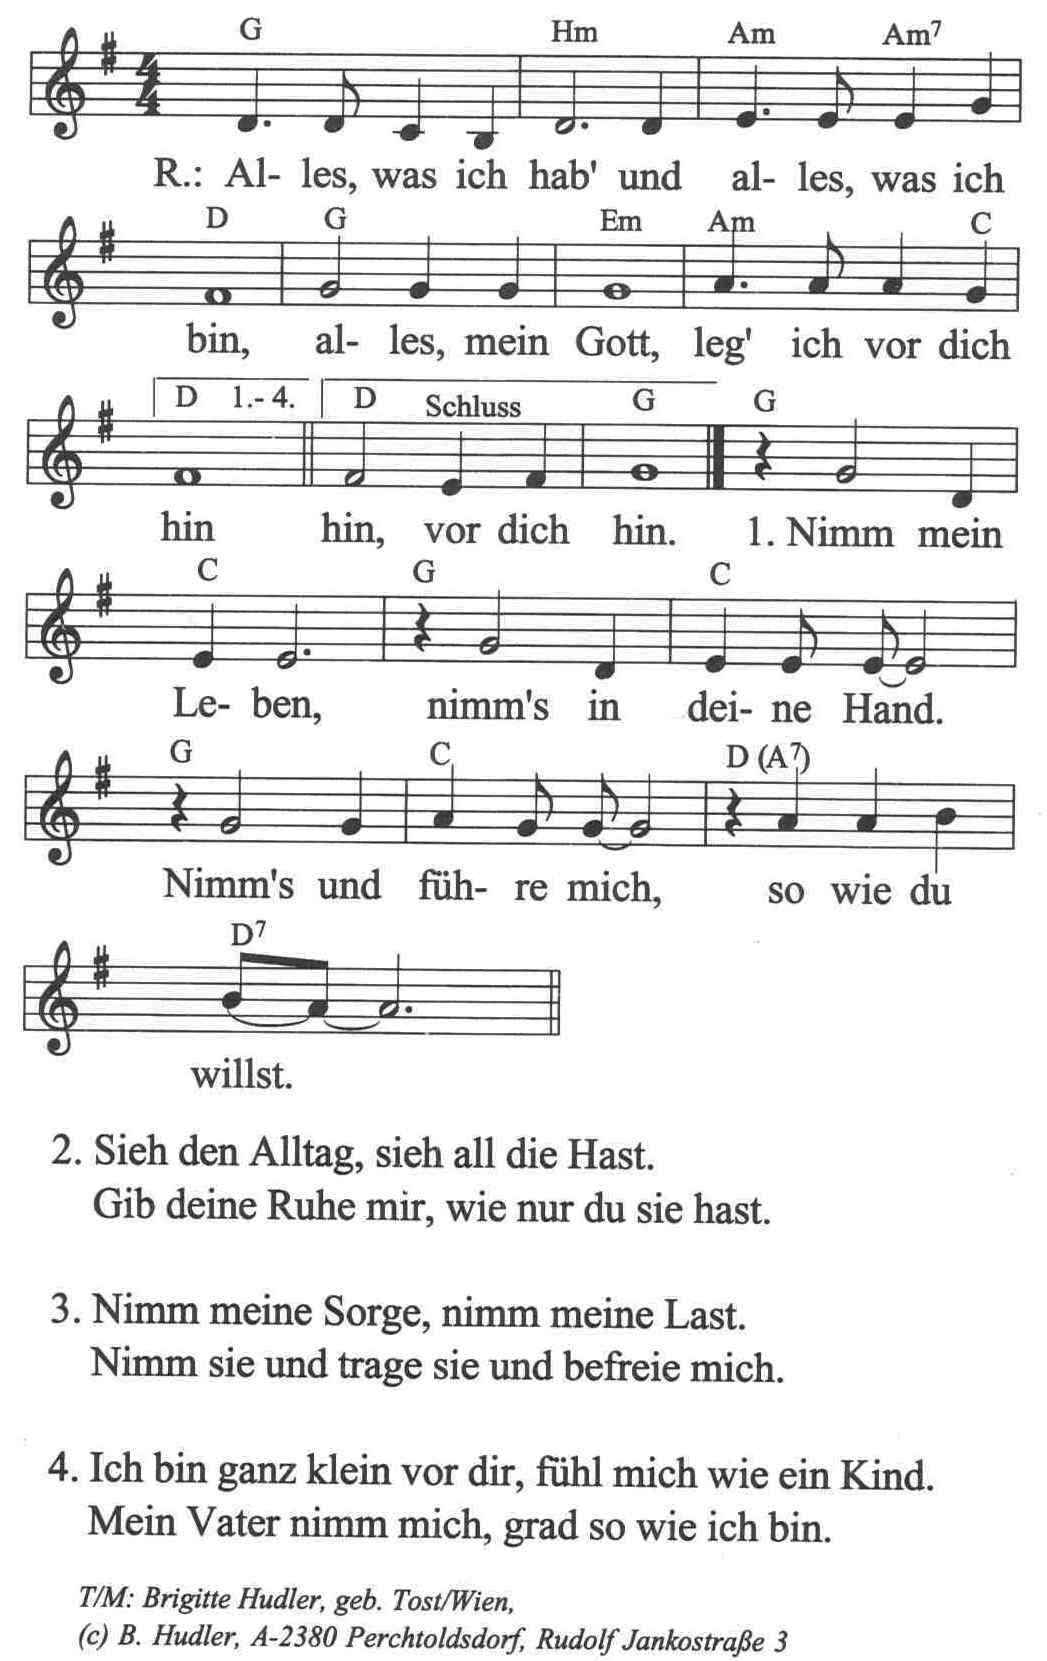 G Hm Am Am7
R.: Al- les, was ich hab' und al- les, was ich
D G Em Am C
bin, al- les, mein Gott, leg' ich vor dich
D 1.- 4. D Schluss G G
hin hin, vor dich hin. 1. Nimm mein
C G C
Le- ben, nimm's in dei- ne Hand.
G C D (A7)
Nimm's und füh- re mich, so wie du
D7
willst.
2. Sieh den Alltag, sieh all die Hast.
Gib deine Ruhe mir, wie nur du sie hast.
3. Nimm meine Sorge, nimm meine Last.
Nimm sie und trage sie und befreie mich.
4. Ich bin ganz klein vor dir, fühl mich wie ein Kind.
Mein Vater nimm mich, grad so wie ich bin.
T/M: Brigitte Hudler, geb. Tost/Wien,
(c) B. Hudler, A-2380 Perchtoldsdorf, Rudolf Jankostraße 3